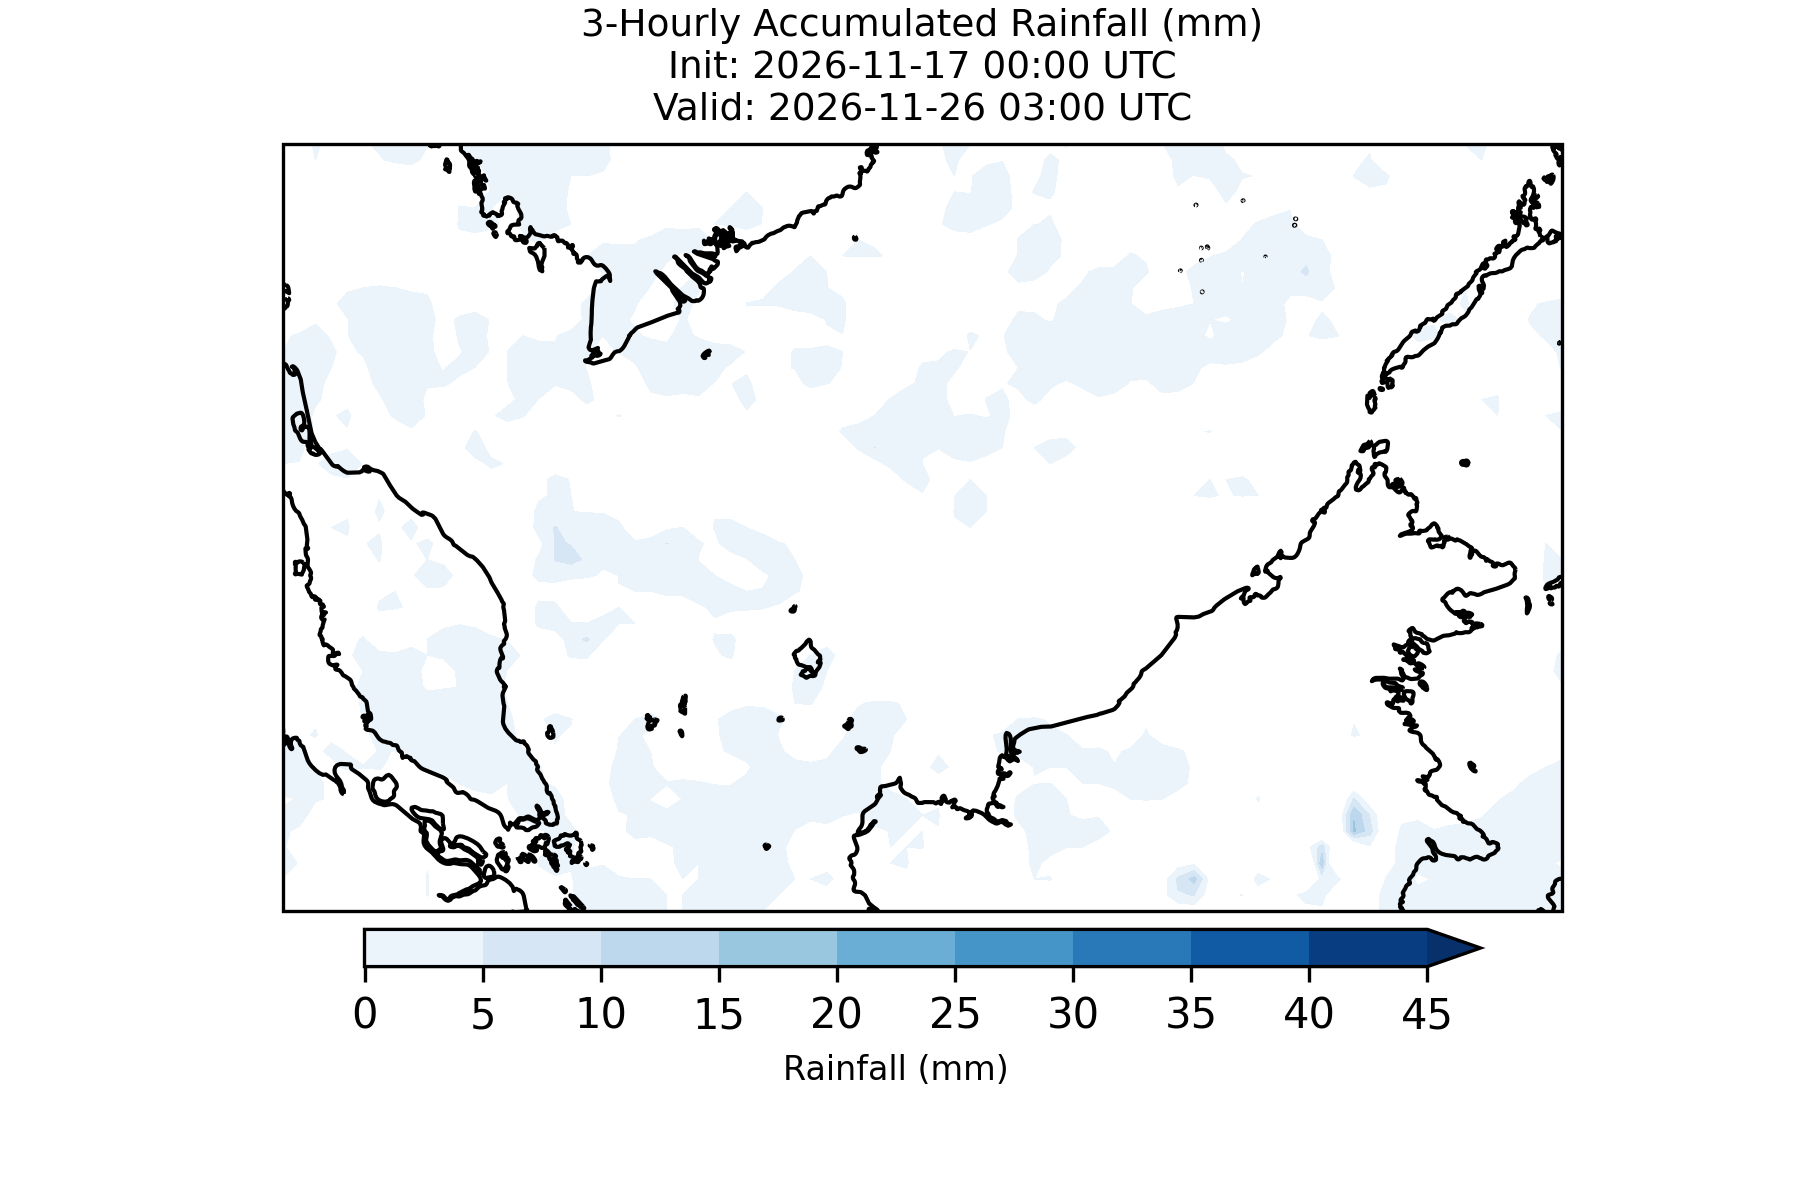 3-Hourly Accumulated Rainfall (mm)
Init: 2026-11-17 00:00 UTC
Valid: 2026-11-26 03:00 UTC
0 5 10 15 20 25 30 35 40 45
Rainfall (mm)